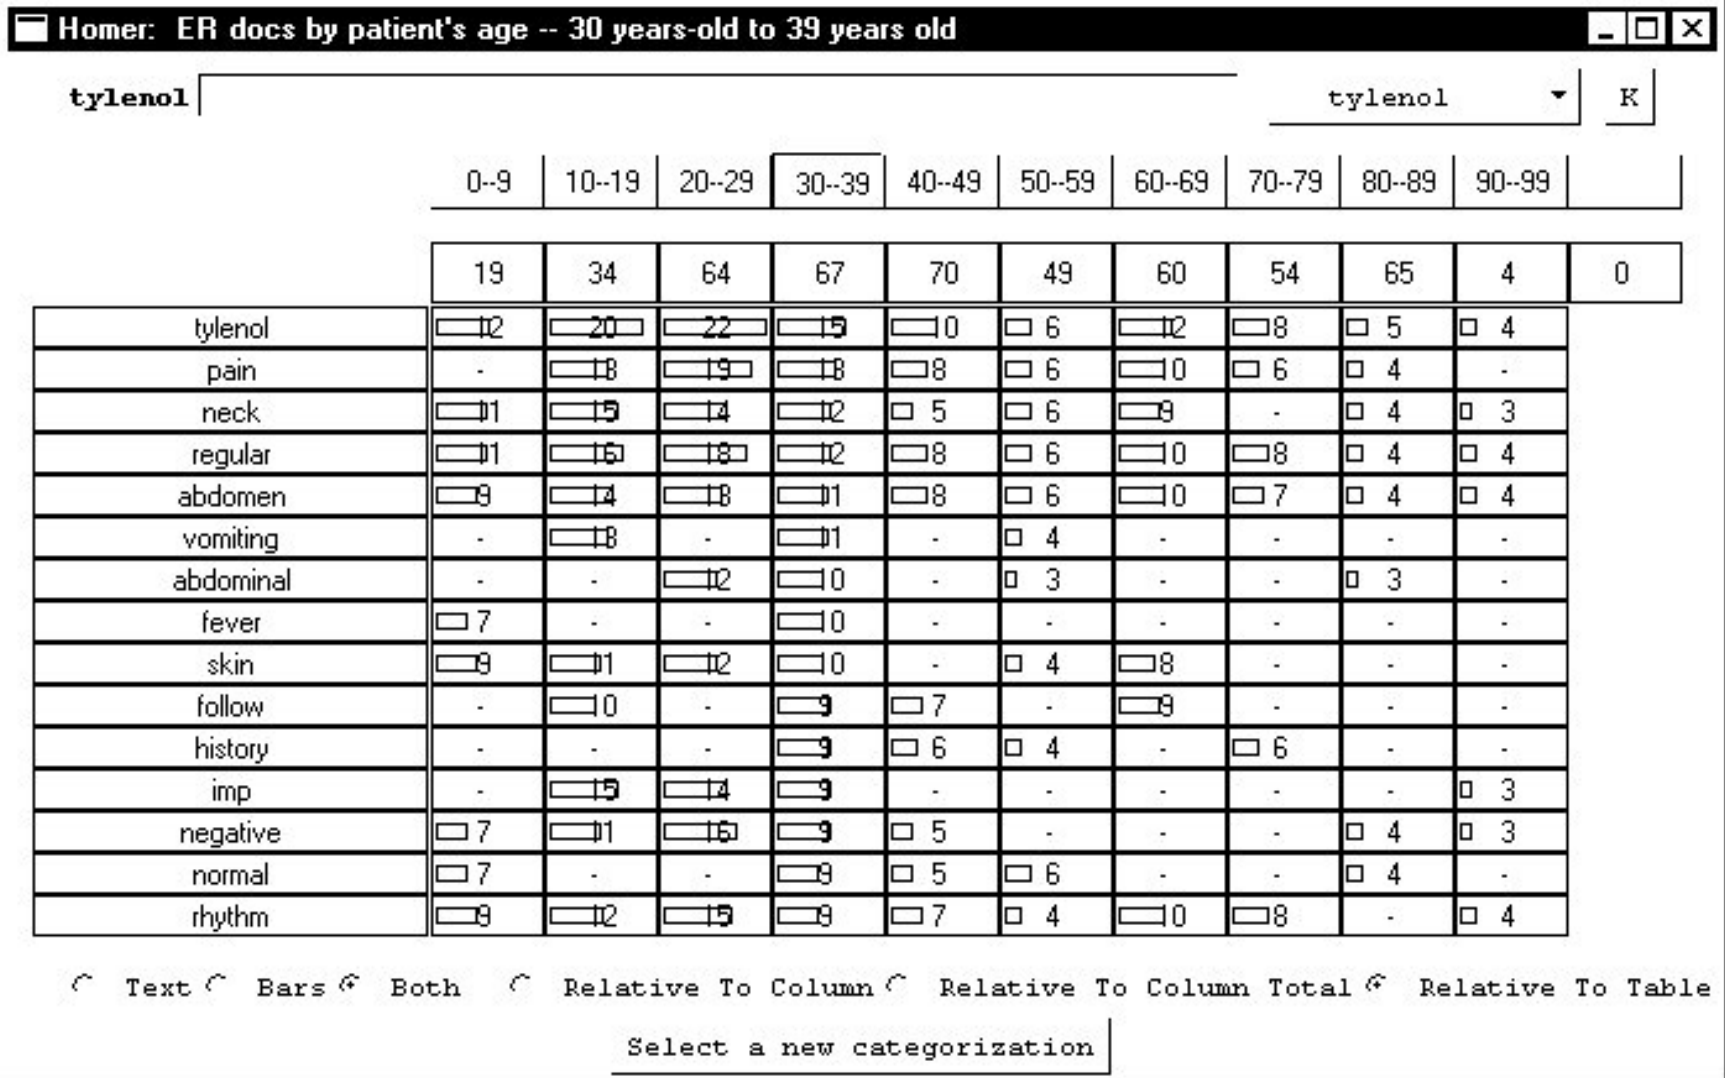 Homer: ER docs by patient's age -- 30 years-old to 39 years old
tylenol tylenol K
0--9 10--19 20--29 30--39 40--49 50--59 60--69 70--79 80--89 90--99
19 34 64 67 70 49 60 54 65 4 0
tylenol 12 20 22 15 10 6 12 8 5 4
pain - 13 19 13 8 6 10 6 4 -
neck 11 15 14 12 5 6 9 - 4 3
regular 11 16 18 12 8 6 10 8 4 4
abdomen 9 14 13 11 8 6 10 7 4 4
vomiting - 13 - 11 - 4 - - - -
abdominal - - 12 10 - 3 - - 3 -
fever 7 - - 10 - - - - - -
skin 9 11 12 10 - 4 8 - - -
follow - 10 - 9 7 - 9 - - -
history - - - 9 6 4 - 6 - -
imp - 15 14 9 - - - - - 3
negative 7 11 16 9 5 - - - 4 3
normal 7 - - 9 5 6 - - 4 -
rhythm 9 12 15 9 7 4 10 8 - 4
Text Bars Both Relative To Column Relative To Column Total Relative To Table
Select a new categorization